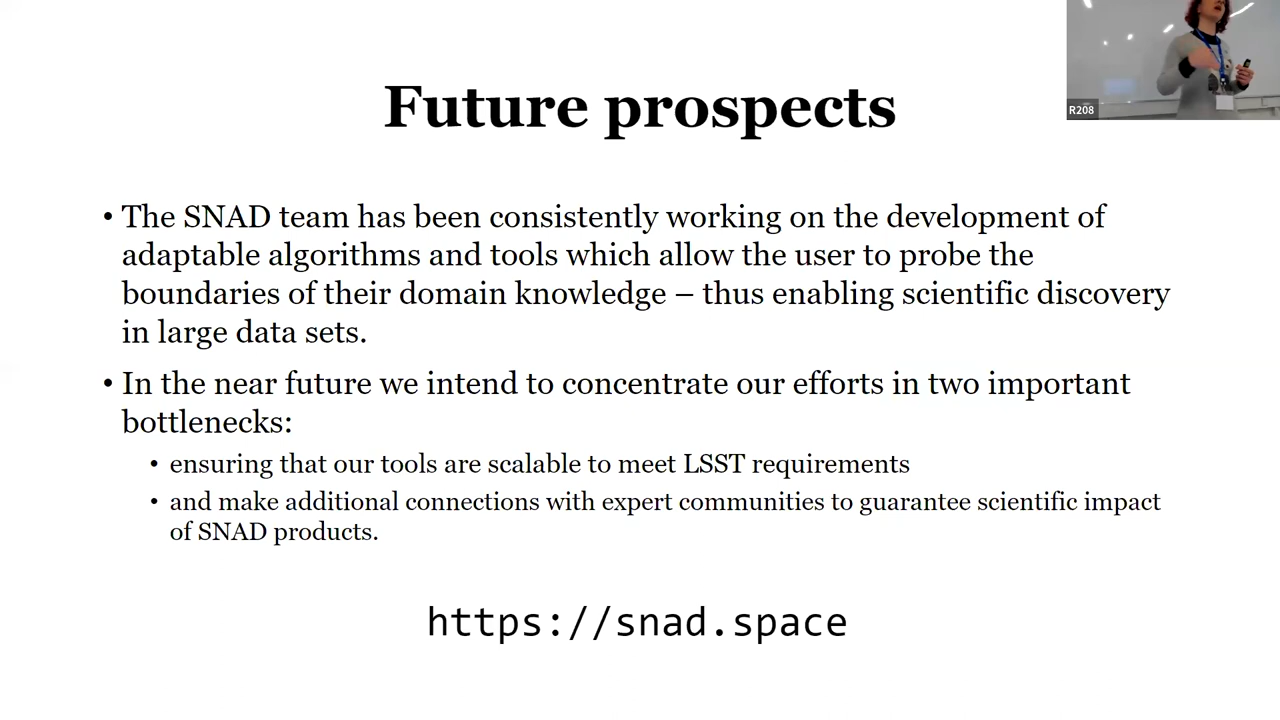 R208
Future prospects
• The SNAD team has been consistently working on the development of
adaptable algorithms and tools which allow the user to probe the
boundaries of their domain knowledge – thus enabling scientific discovery
in large data sets.
• In the near future we intend to concentrate our efforts in two important
bottlenecks:
• ensuring that our tools are scalable to meet LSST requirements
• and make additional connections with expert communities to guarantee scientific impact
of SNAD products.
https://snad.space